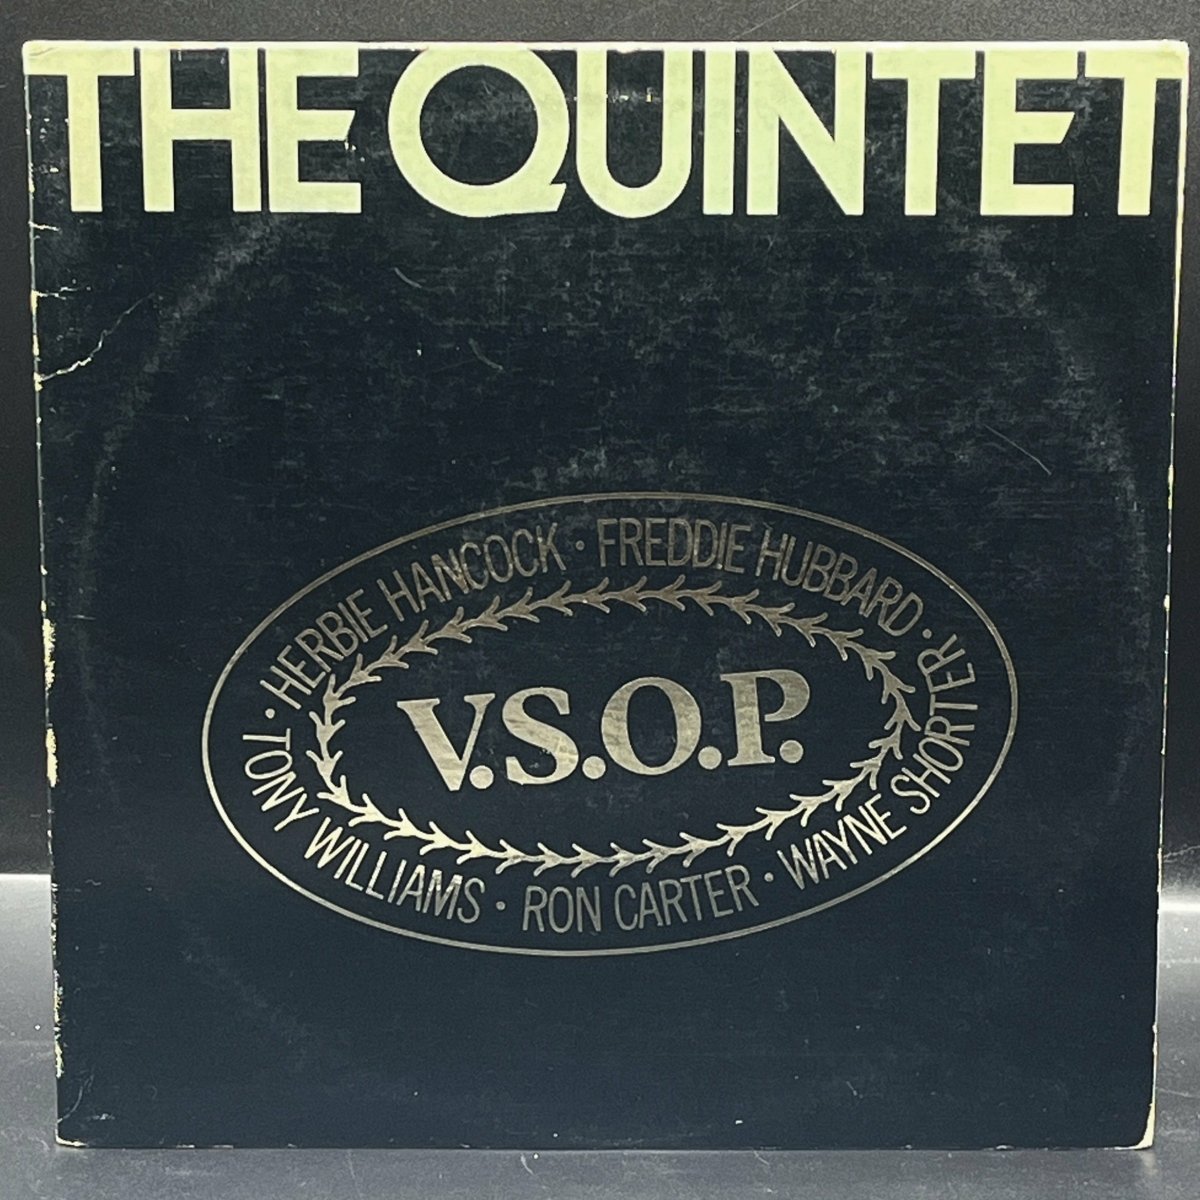 THE QUINTET
· HERBIE HANCOCK · FREDDIE HUBBARD ·
WAYNE SHORTER
V.S.O.P.
TONY WILLIAMS · RON CARTER ·